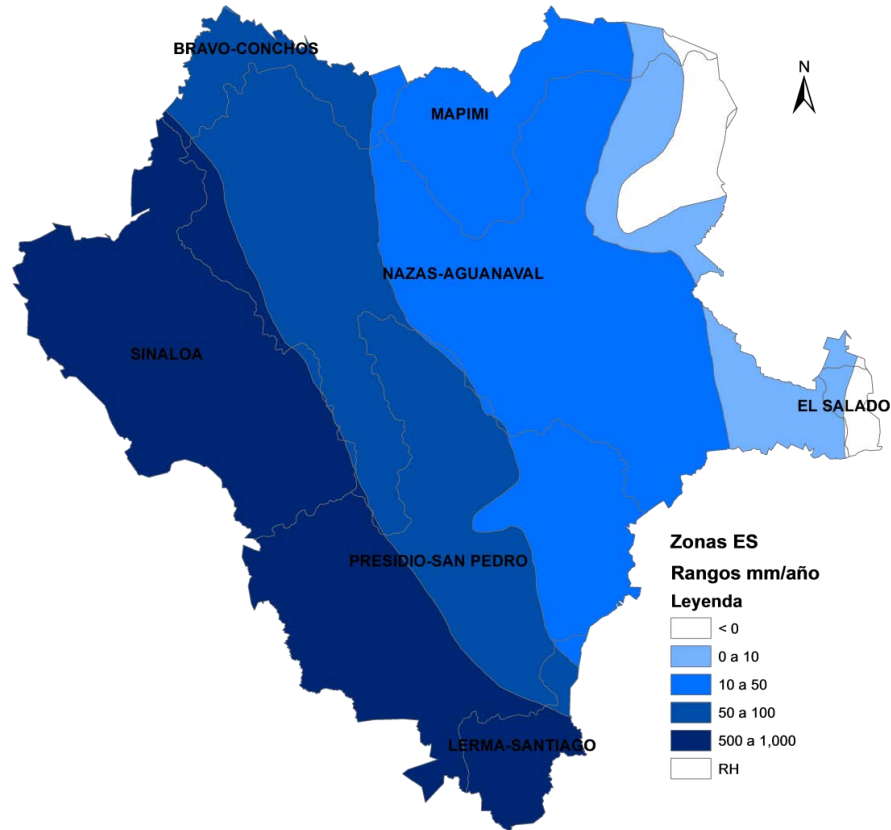 BRAVO-CONCHOS
N
MAPIMI
NAZAS-AGUANAVAL
SINALOA
EL SALADO
PRESIDIO-SAN PEDRO
LERMA-SANTIAGO
Zonas ES
Rangos mm/año
Leyenda
< 0
0 a 10
10 a 50
50 a 100
500 a 1,000
RH